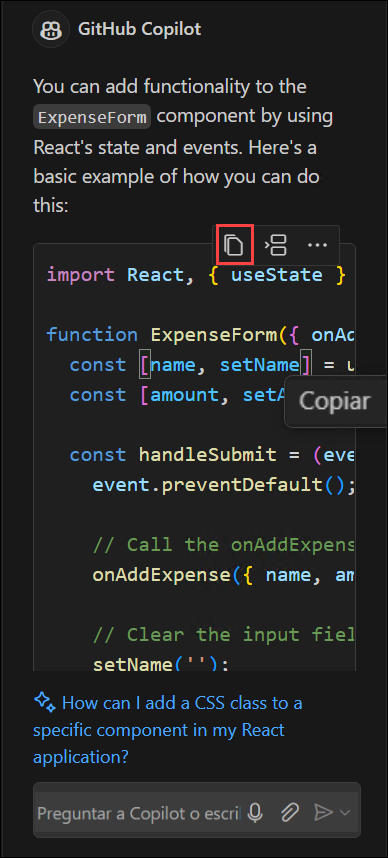 GitHub Copilot
You can add functionality to the
ExpenseForm component by using
React's state and events. Here's a
basic example of how you can do
this:
import React, { useState }
function ExpenseForm({ onAd
const [name, setName] = u
const [amount, setA
Copiar
const handleSubmit = (eve
event.preventDefault();
// Call the onAddExpens
onAddExpense({ name, am
// Clear the input fiel
setName('');
How can I add a CSS class to a
specific component in my React
application?
Preguntar a Copilot o escri